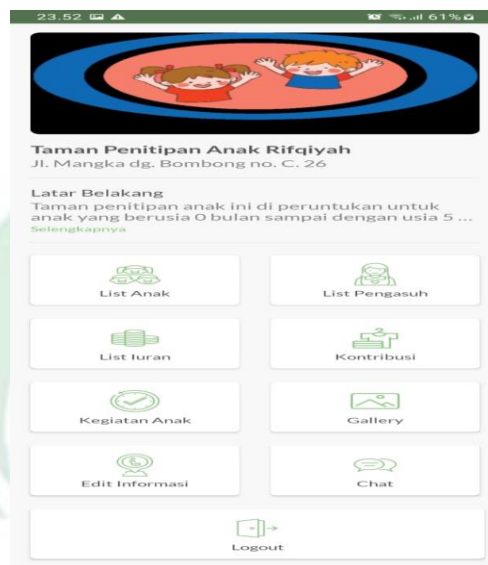 23.52
61%
Taman Penitipan Anak Rifqiyah
Jl. Mangka dg. Bombong no. C. 26
Latar Belakang
Taman penitipan anak ini di peruntukan untuk
anak yang berusia 0 bulan sampai dengan usia 5 ...
Selengkapnya
List Anak
List Pengasuh
List Iuran
Kontribusi
Kegiatan Anak
Gallery
Edit Informasi
Chat
Logout